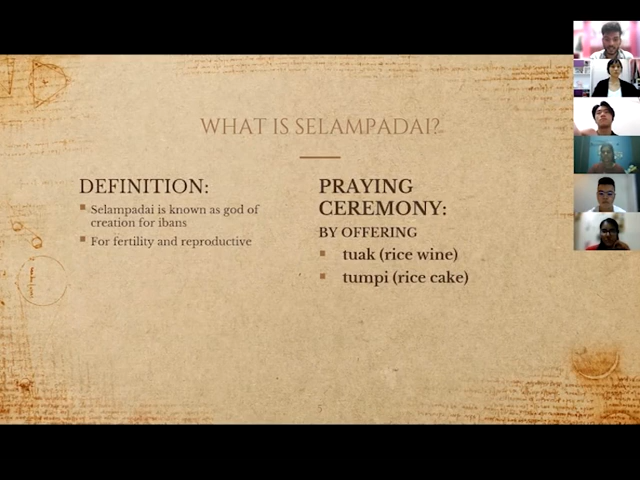 WHAT IS SELAMPADAI?
DEFINITION:
Selampadai is known as god of
creation for ibans
For fertility and reproductive
PRAYING
CEREMONY:
BY OFFERING
tuak (rice wine)
tumpi (rice cake)